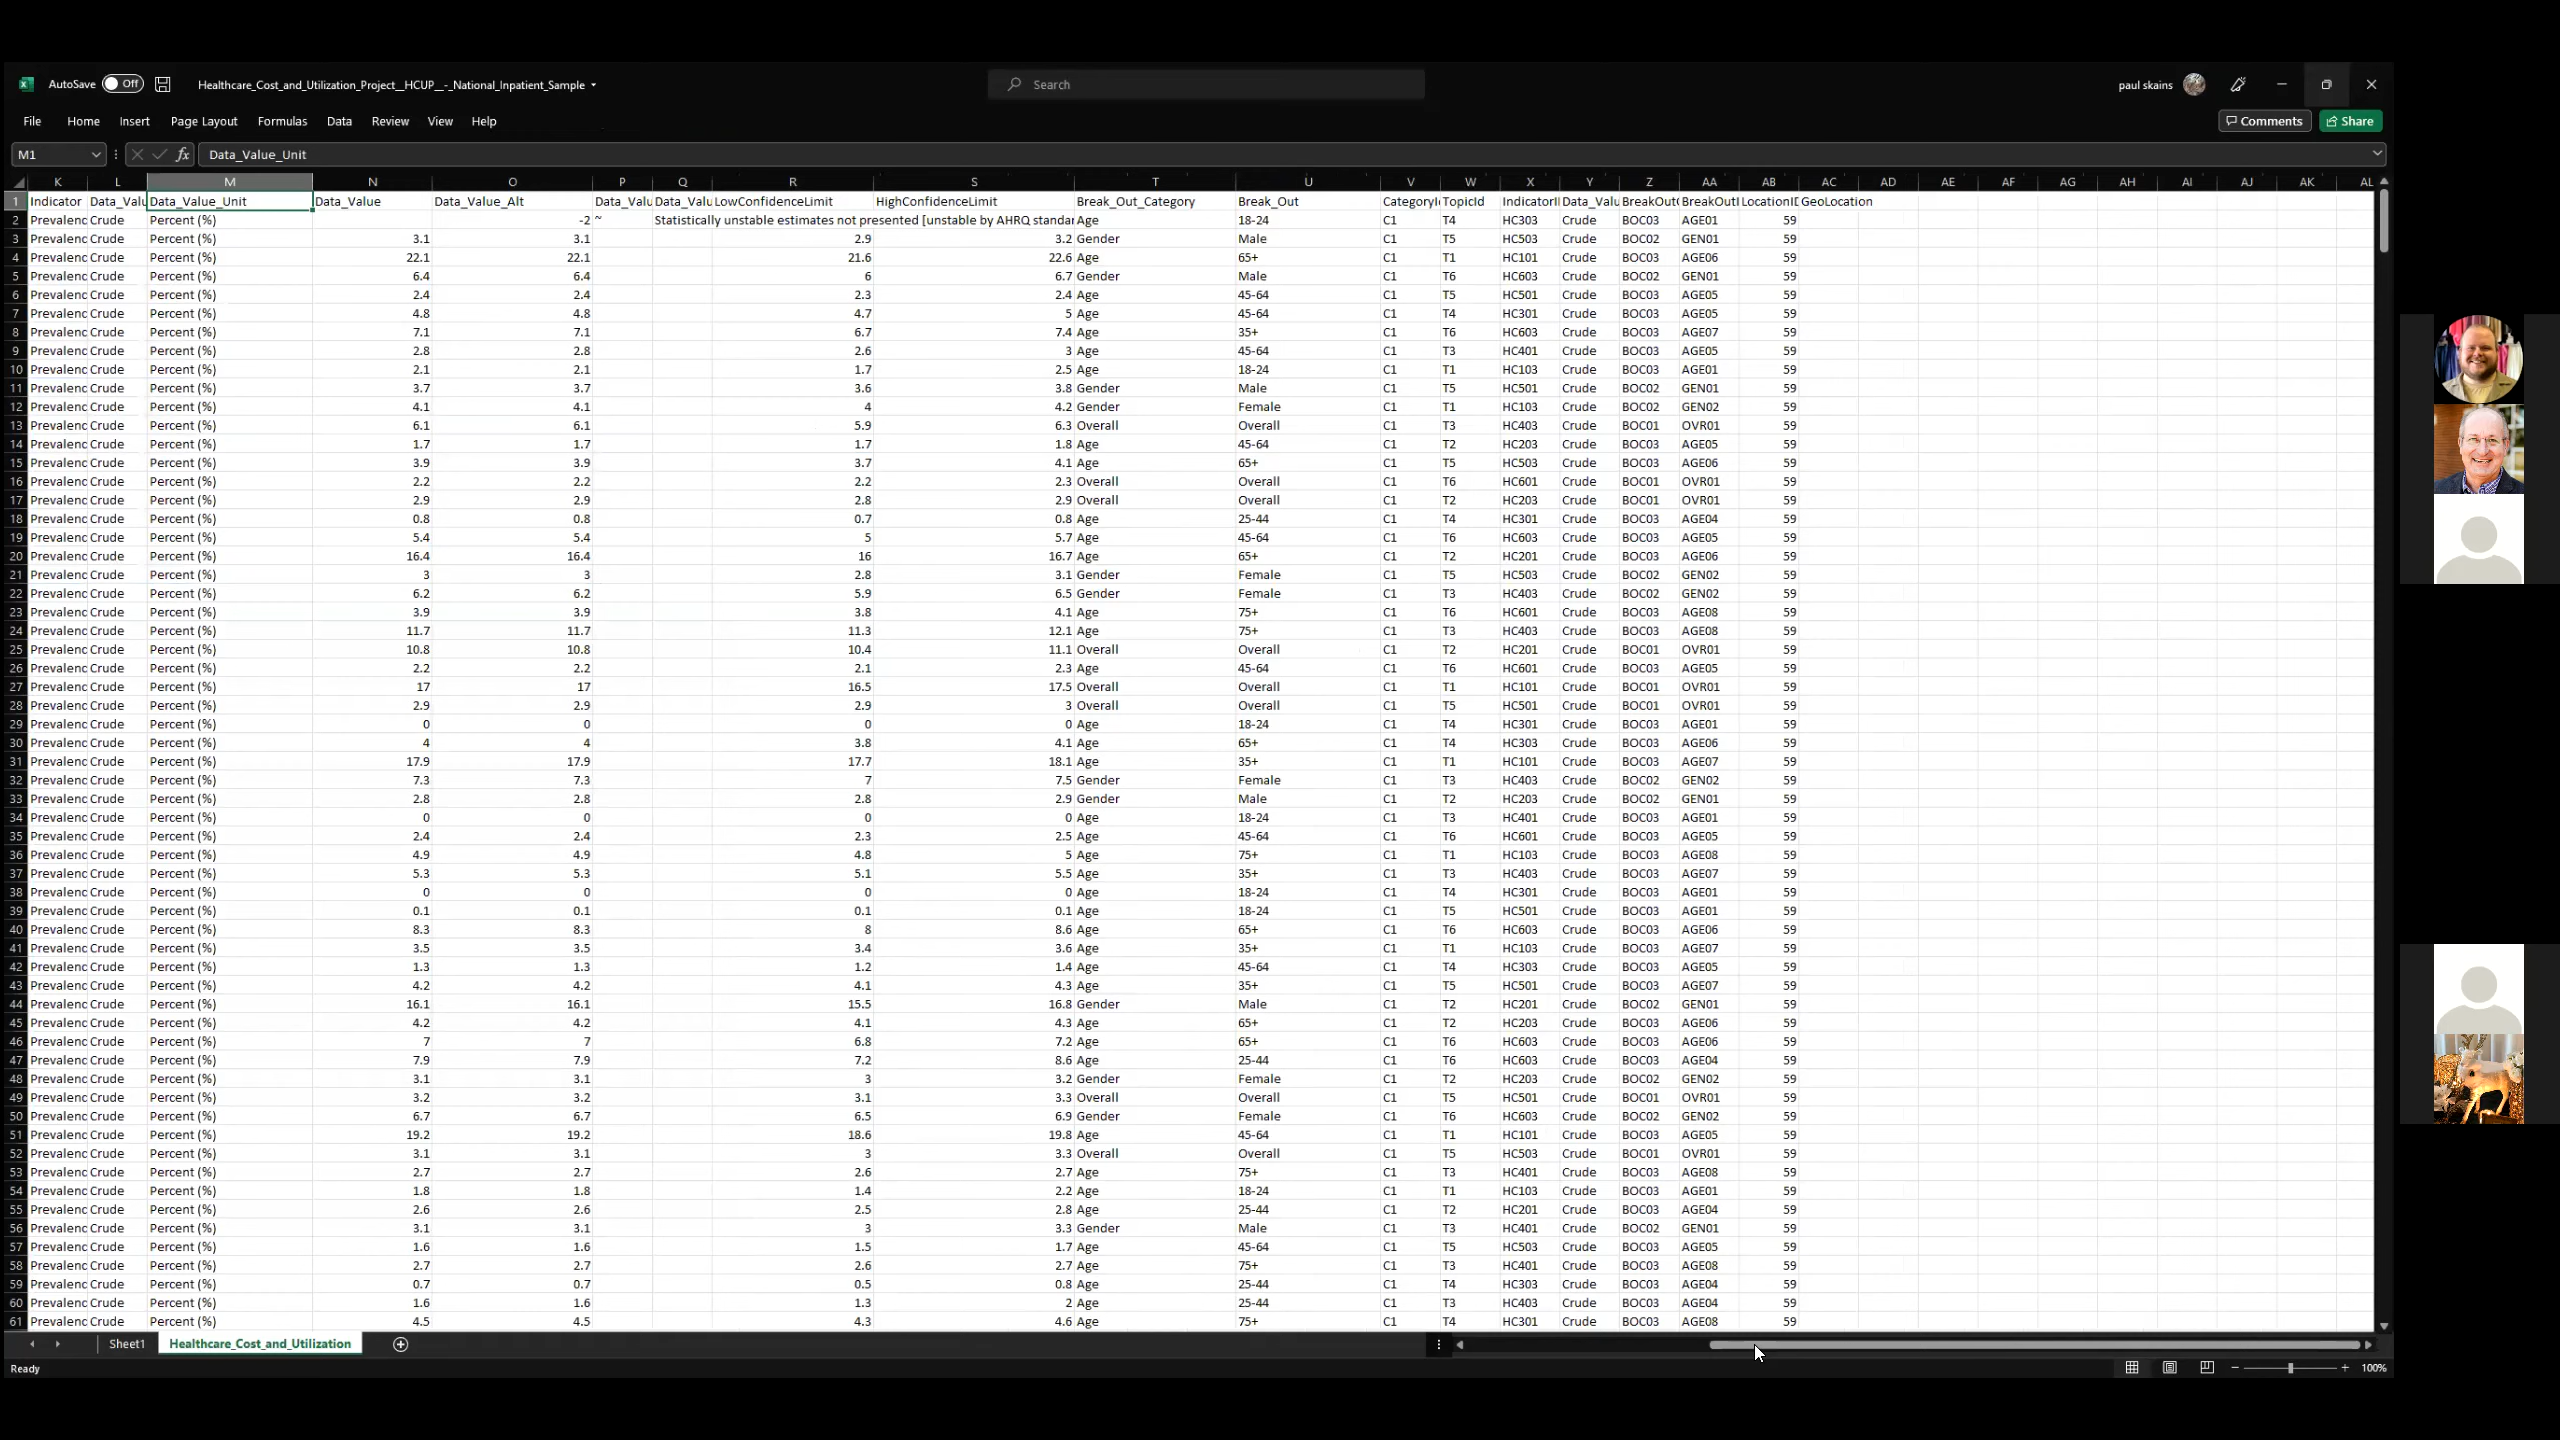 AutoSave Off Healthcare_Cost_and_Utilization_Project__HCUP__-_National_Inpatient_Sample Search paul skains
File Home Insert Page Layout Formulas Data Review View Help Comments Share
M1 fx Data_Value_Unit
K L M N O P Q R S T U V W X Y Z AA AB AC AD AE AF AG AH AI AJ AK AL
1 Indicator Data_Valu Data_Value_Unit Data_Value Data_Value_Alt Data_Valu Data_Valu LowConfidenceLimit HighConfidenceLimit Break_Out_Category Break_Out CategoryI TopicId IndicatorI Data_Valu BreakOut BreakOutI LocationID GeoLocation
2 Prevalenc Crude Percent (%) -2 ~ Statistically unstable estimates not presented [unstable by AHRQ standar Age 18-24 C1 T4 HC303 Crude BOC03 AGE01 59
3 Prevalenc Crude Percent (%) 3.1 3.1 2.9 3.2 Gender Male C1 T5 HC503 Crude BOC02 GEN01 59
4 Prevalenc Crude Percent (%) 22.1 22.1 21.6 22.6 Age 65+ C1 T1 HC101 Crude BOC03 AGE06 59
5 Prevalenc Crude Percent (%) 6.4 6.4 6 6.7 Gender Male C1 T6 HC603 Crude BOC02 GEN01 59
6 Prevalenc Crude Percent (%) 2.4 2.4 2.3 2.4 Age 45-64 C1 T5 HC501 Crude BOC03 AGE05 59
7 Prevalenc Crude Percent (%) 4.8 4.8 4.7 5 Age 45-64 C1 T4 HC301 Crude BOC03 AGE05 59
8 Prevalenc Crude Percent (%) 7.1 7.1 6.7 7.4 Age 35+ C1 T6 HC603 Crude BOC03 AGE07 59
9 Prevalenc Crude Percent (%) 2.8 2.8 2.6 3 Age 45-64 C1 T3 HC401 Crude BOC03 AGE05 59
10 Prevalenc Crude Percent (%) 2.1 2.1 1.7 2.5 Age 18-24 C1 T1 HC103 Crude BOC03 AGE01 59
11 Prevalenc Crude Percent (%) 3.7 3.7 3.6 3.8 Gender Male C1 T5 HC501 Crude BOC02 GEN01 59
12 Prevalenc Crude Percent (%) 4.1 4.1 4 4.2 Gender Female C1 T1 HC103 Crude BOC02 GEN02 59
13 Prevalenc Crude Percent (%) 6.1 6.1 5.9 6.3 Overall Overall C1 T3 HC403 Crude BOC01 OVR01 59
14 Prevalenc Crude Percent (%) 1.7 1.7 1.7 1.8 Age 45-64 C1 T2 HC203 Crude BOC03 AGE05 59
15 Prevalenc Crude Percent (%) 3.9 3.9 3.7 4.1 Age 65+ C1 T5 HC503 Crude BOC03 AGE06 59
16 Prevalenc Crude Percent (%) 2.2 2.2 2.2 2.3 Overall Overall C1 T6 HC601 Crude BOC01 OVR01 59
17 Prevalenc Crude Percent (%) 2.9 2.9 2.8 2.9 Overall Overall C1 T2 HC203 Crude BOC01 OVR01 59
18 Prevalenc Crude Percent (%) 0.8 0.8 0.7 0.8 Age 25-44 C1 T4 HC301 Crude BOC03 AGE04 59
19 Prevalenc Crude Percent (%) 5.4 5.4 5 5.7 Age 45-64 C1 T6 HC603 Crude BOC03 AGE05 59
20 Prevalenc Crude Percent (%) 16.4 16.4 16 16.7 Age 65+ C1 T2 HC201 Crude BOC03 AGE06 59
21 Prevalenc Crude Percent (%) 3 3 2.8 3.1 Gender Female C1 T5 HC503 Crude BOC02 GEN02 59
22 Prevalenc Crude Percent (%) 6.2 6.2 5.9 6.5 Gender Female C1 T3 HC403 Crude BOC02 GEN02 59
23 Prevalenc Crude Percent (%) 3.9 3.9 3.8 4.1 Age 75+ C1 T6 HC601 Crude BOC03 AGE08 59
24 Prevalenc Crude Percent (%) 11.7 11.7 11.3 12.1 Age 75+ C1 T3 HC403 Crude BOC03 AGE08 59
25 Prevalenc Crude Percent (%) 10.8 10.8 10.4 11.1 Overall Overall C1 T2 HC201 Crude BOC01 OVR01 59
26 Prevalenc Crude Percent (%) 2.2 2.2 2.1 2.3 Age 45-64 C1 T6 HC601 Crude BOC03 AGE05 59
27 Prevalenc Crude Percent (%) 17 17 16.5 17.5 Overall Overall C1 T1 HC101 Crude BOC01 OVR01 59
28 Prevalenc Crude Percent (%) 2.9 2.9 2.9 3 Overall Overall C1 T5 HC501 Crude BOC01 OVR01 59
29 Prevalenc Crude Percent (%) 0 0 0 0 Age 18-24 C1 T4 HC301 Crude BOC03 AGE01 59
30 Prevalenc Crude Percent (%) 4 4 3.8 4.1 Age 65+ C1 T4 HC303 Crude BOC03 AGE06 59
31 Prevalenc Crude Percent (%) 17.9 17.9 17.7 18.1 Age 35+ C1 T1 HC101 Crude BOC03 AGE07 59
32 Prevalenc Crude Percent (%) 7.3 7.3 7 7.5 Gender Female C1 T3 HC403 Crude BOC02 GEN02 59
33 Prevalenc Crude Percent (%) 2.8 2.8 2.8 2.9 Gender Male C1 T2 HC203 Crude BOC02 GEN01 59
34 Prevalenc Crude Percent (%) 0 0 0 0 Age 18-24 C1 T3 HC401 Crude BOC03 AGE01 59
35 Prevalenc Crude Percent (%) 2.4 2.4 2.3 2.5 Age 45-64 C1 T6 HC601 Crude BOC03 AGE05 59
36 Prevalenc Crude Percent (%) 4.9 4.9 4.8 5 Age 75+ C1 T1 HC103 Crude BOC03 AGE08 59
37 Prevalenc Crude Percent (%) 5.3 5.3 5.1 5.5 Age 35+ C1 T3 HC403 Crude BOC03 AGE07 59
38 Prevalenc Crude Percent (%) 0 0 0 0 Age 18-24 C1 T4 HC301 Crude BOC03 AGE01 59
39 Prevalenc Crude Percent (%) 0.1 0.1 0.1 0.1 Age 18-24 C1 T5 HC501 Crude BOC03 AGE01 59
40 Prevalenc Crude Percent (%) 8.3 8.3 8 8.6 Age 65+ C1 T6 HC603 Crude BOC03 AGE06 59
41 Prevalenc Crude Percent (%) 3.5 3.5 3.4 3.6 Age 35+ C1 T1 HC103 Crude BOC03 AGE07 59
42 Prevalenc Crude Percent (%) 1.3 1.3 1.2 1.4 Age 45-64 C1 T4 HC303 Crude BOC03 AGE05 59
43 Prevalenc Crude Percent (%) 4.2 4.2 4.1 4.3 Age 35+ C1 T5 HC501 Crude BOC03 AGE07 59
44 Prevalenc Crude Percent (%) 16.1 16.1 15.5 16.8 Gender Male C1 T2 HC201 Crude BOC02 GEN01 59
45 Prevalenc Crude Percent (%) 4.2 4.2 4.1 4.3 Age 65+ C1 T2 HC203 Crude BOC03 AGE06 59
46 Prevalenc Crude Percent (%) 7 7 6.8 7.2 Age 65+ C1 T6 HC603 Crude BOC03 AGE06 59
47 Prevalenc Crude Percent (%) 7.9 7.9 7.2 8.6 Age 25-44 C1 T6 HC603 Crude BOC03 AGE04 59
48 Prevalenc Crude Percent (%) 3.1 3.1 3 3.2 Gender Female C1 T2 HC203 Crude BOC02 GEN02 59
49 Prevalenc Crude Percent (%) 3.2 3.2 3.1 3.3 Overall Overall C1 T5 HC501 Crude BOC01 OVR01 59
50 Prevalenc Crude Percent (%) 6.7 6.7 6.5 6.9 Gender Female C1 T6 HC603 Crude BOC02 GEN02 59
51 Prevalenc Crude Percent (%) 19.2 19.2 18.6 19.8 Age 45-64 C1 T1 HC101 Crude BOC03 AGE05 59
52 Prevalenc Crude Percent (%) 3.1 3.1 3 3.3 Overall Overall C1 T5 HC503 Crude BOC01 OVR01 59
53 Prevalenc Crude Percent (%) 2.7 2.7 2.6 2.7 Age 75+ C1 T3 HC401 Crude BOC03 AGE08 59
54 Prevalenc Crude Percent (%) 1.8 1.8 1.4 2.2 Age 18-24 C1 T1 HC103 Crude BOC03 AGE01 59
55 Prevalenc Crude Percent (%) 2.6 2.6 2.5 2.8 Age 25-44 C1 T2 HC201 Crude BOC03 AGE04 59
56 Prevalenc Crude Percent (%) 3.1 3.1 3 3.3 Gender Male C1 T3 HC401 Crude BOC02 GEN01 59
57 Prevalenc Crude Percent (%) 1.6 1.6 1.5 1.7 Age 45-64 C1 T5 HC503 Crude BOC03 AGE05 59
58 Prevalenc Crude Percent (%) 2.7 2.7 2.6 2.7 Age 75+ C1 T3 HC401 Crude BOC03 AGE08 59
59 Prevalenc Crude Percent (%) 0.7 0.7 0.5 0.8 Age 25-44 C1 T4 HC303 Crude BOC03 AGE04 59
60 Prevalenc Crude Percent (%) 1.6 1.6 1.3 2 Age 25-44 C1 T3 HC403 Crude BOC03 AGE04 59
61 Prevalenc Crude Percent (%) 4.5 4.5 4.3 4.6 Age 75+ C1 T4 HC301 Crude BOC03 AGE08 59
Sheet1 Healthcare_Cost_and_Utilization
Ready 100%